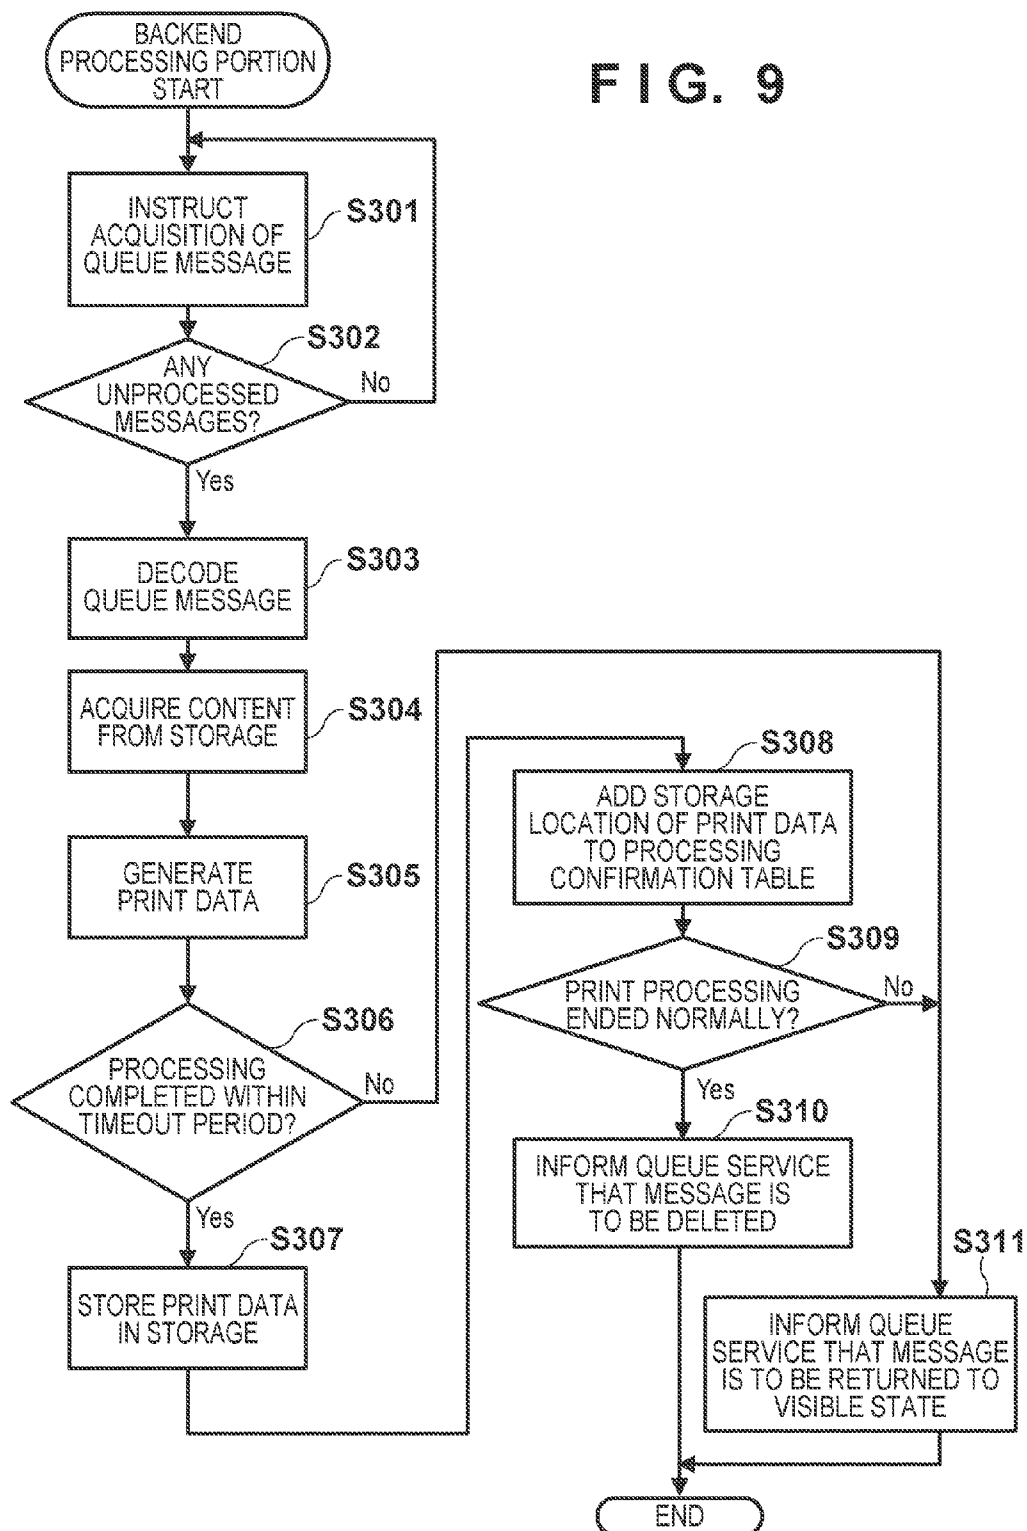 BACKEND
PROCESSING PORTION
START
FIG. 9
INSTRUCT
ACQUISITION OF
QUEUE MESSAGE
S301
S302
ANY
UNPROCESSED
MESSAGES?
No
Yes
DECODE
QUEUE MESSAGE
S303
ACQUIRE CONTENT
FROM STORAGE
S304
GENERATE
PRINT DATA
S305
S306
PROCESSING
COMPLETED WITHIN
TIMEOUT PERIOD?
No
Yes
S307
STORE PRINT DATA
IN STORAGE
S308
ADD STORAGE
LOCATION OF PRINT DATA
TO PROCESSING
CONFIRMATION TABLE
S309
PRINT PROCESSING
ENDED NORMALLY?
No
Yes
S310
INFORM QUEUE SERVICE
THAT MESSAGE IS
TO BE DELETED
S311
INFORM QUEUE
SERVICE THAT MESSAGE
IS TO BE RETURNED TO
VISIBLE STATE
END